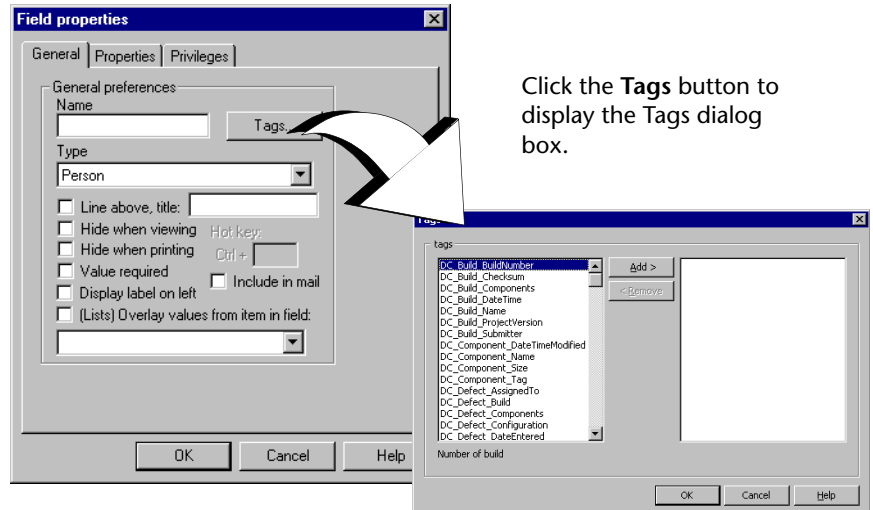 Field properties
General Properties Privileges
General preferences
Name
Tags...
Type
Person
Line above, title:
Hide when viewing Hot key:
Hide when printing Ctrl +
Value required
Include in mail
Display label on left
(Lists) Overlay values from item in field:
OK Cancel Help
Click the Tags button to
display the Tags dialog
box.
Tags
tags
DC_Build_BuildNumber
DC_Build_Checksum
DC_Build_Components
DC_Build_DateTime
DC_Build_Name
DC_Build_ProjectVersion
DC_Build_Submitter
DC_Component_DateTimeModified
DC_Component_Name
DC_Component_Size
DC_Component_Tag
DC_Defect_AssignedTo
DC_Defect_Build
DC_Defect_Components
DC_Defect_Configuration
DC_Defect_DateEntered
Add >
< Remove
Number of build
OK Cancel Help